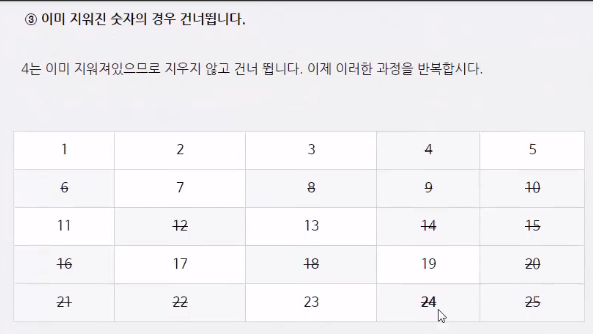 ③ 이미 지워진 숫자의 경우 건너뜁니다.
4는 이미 지워져있으므로 지우지 않고 건너 뜁니다. 이제 이러한 과정을 반복합시다.
1 2 3 4 5
6 7 8 9 10
11 12 13 14 15
16 17 18 19 20
21 22 23 24 25